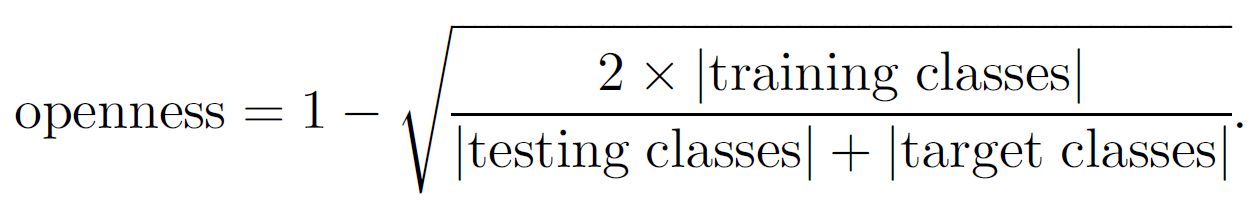 openness = 1 − √(2 × |training classes| / (|testing classes| + |target classes|)).